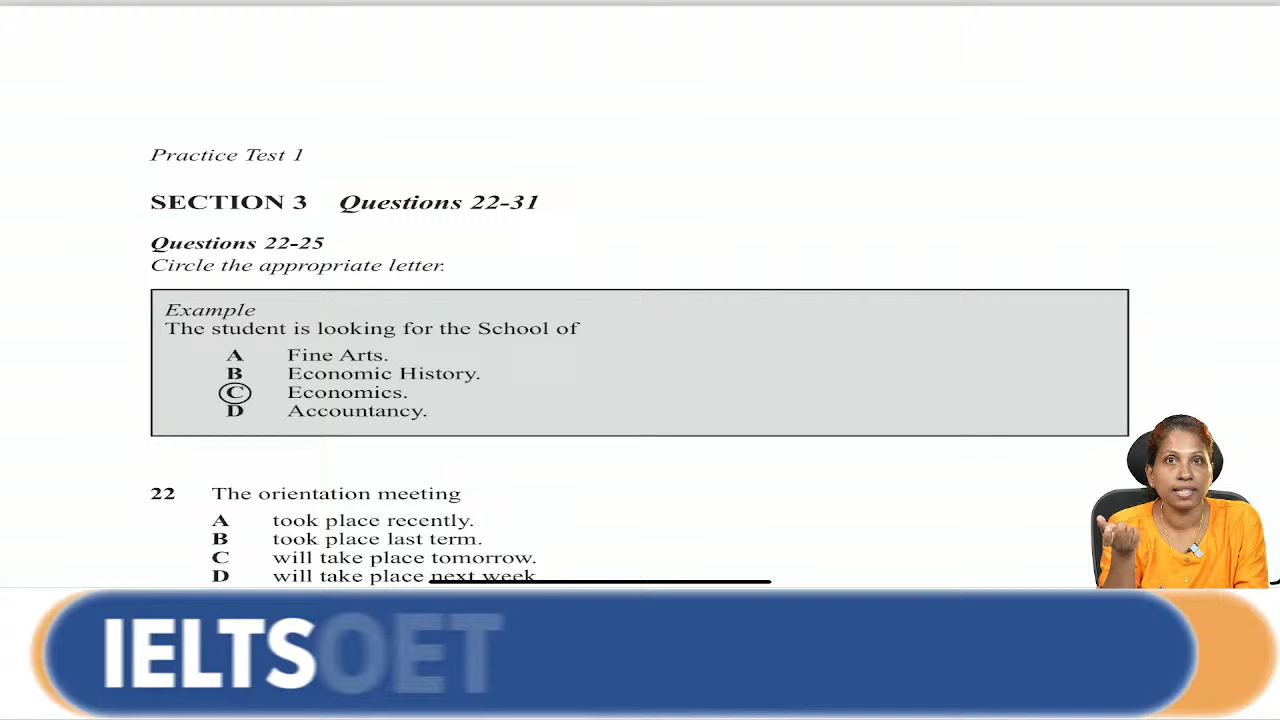 Practice Test 1
SECTION 3 Questions 22-31
Questions 22-25
Circle the appropriate letter.
Example
The student is looking for the School of
A Fine Arts.
B Economic History.
C Economics.
D Accountancy.
22 The orientation meeting
A took place recently.
B took place last term.
C will take place tomorrow.
D will take place next week
IELTS OET